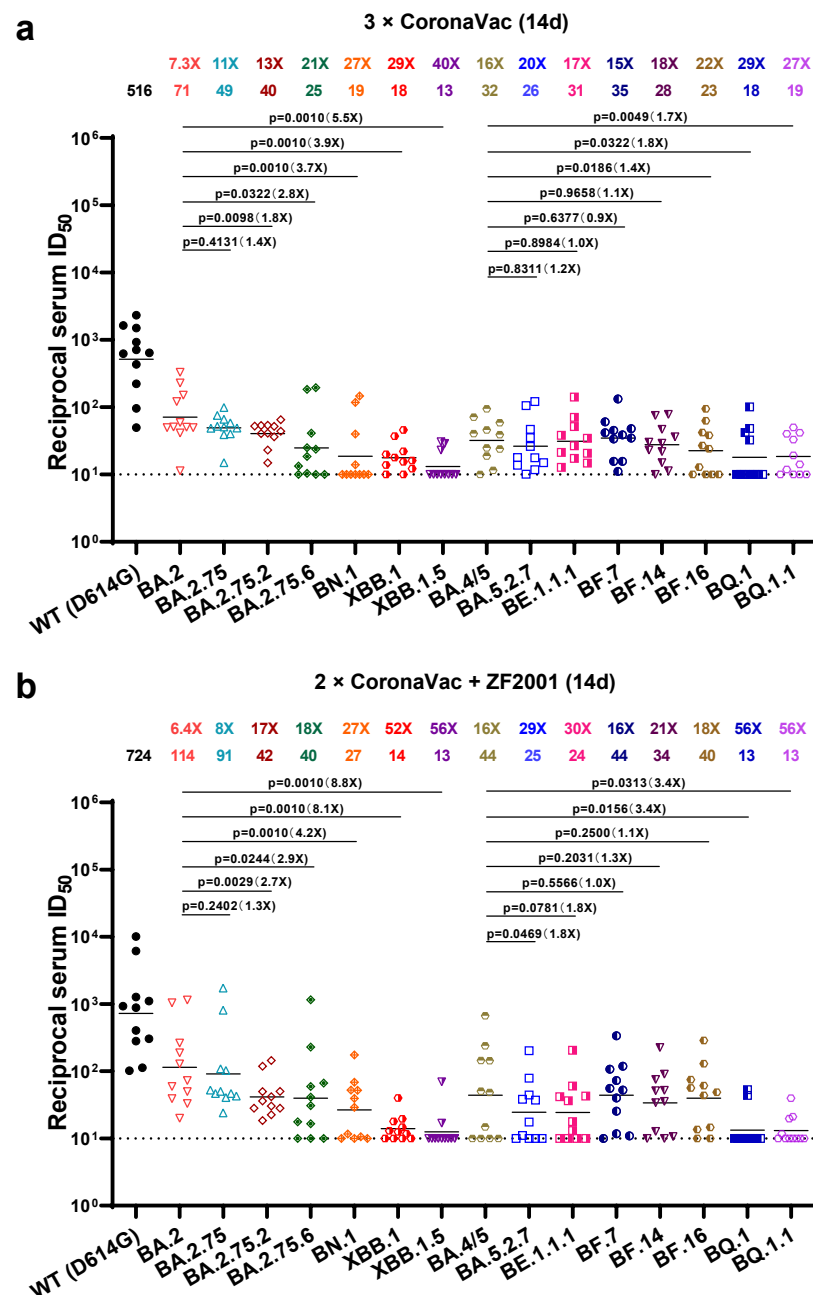 a
3 × CoronaVac (14d)
7.3X 11X 13X 21X 27X 29X 40X 16X 20X 17X 15X 18X 22X 29X 27X
516 71 49 40 25 19 18 13 32 26 31 35 28 23 18 19
p=0.0010(5.5X)
p=0.0010(3.9X)
p=0.0010(3.7X)
p=0.0322(2.8X)
p=0.0098(1.8X)
p=0.4131(1.4X)
p=0.0049(1.7X)
p=0.0322(1.8X)
p=0.0186(1.4X)
p=0.9658(1.1X)
p=0.6377(0.9X)
p=0.8984(1.0X)
p=0.8311(1.2X)
Reciprocal serum ID50
10⁶
10⁵
10⁴
10³
10²
10¹
10⁰
WT (D614G) BA.2 BA.2.75 BA.2.75.2 BA.2.75.6 BN.1 XBB.1 XBB.1.5 BA.4/5 BA.5.2.7 BE.1.1.1 BF.7 BF.14 BF.16 BQ.1 BQ.1.1
b
2 × CoronaVac + ZF2001 (14d)
6.4X 8X 17X 18X 27X 52X 56X 16X 29X 30X 16X 21X 18X 56X 56X
724 114 91 42 40 27 14 13 44 25 24 44 34 40 13 13
p=0.0010(8.8X)
p=0.0010(8.1X)
p=0.0010(4.2X)
p=0.0244(2.9X)
p=0.0029(2.7X)
p=0.2402(1.3X)
p=0.0313(3.4X)
p=0.0156(3.4X)
p=0.2500(1.1X)
p=0.2031(1.3X)
p=0.5566(1.0X)
p=0.0781(1.8X)
p=0.0469(1.8X)
Reciprocal serum ID50
10⁶
10⁵
10⁴
10³
10²
10¹
10⁰
WT (D614G) BA.2 BA.2.75 BA.2.75.2 BA.2.75.6 BN.1 XBB.1 XBB.1.5 BA.4/5 BA.5.2.7 BE.1.1.1 BF.7 BF.14 BF.16 BQ.1 BQ.1.1